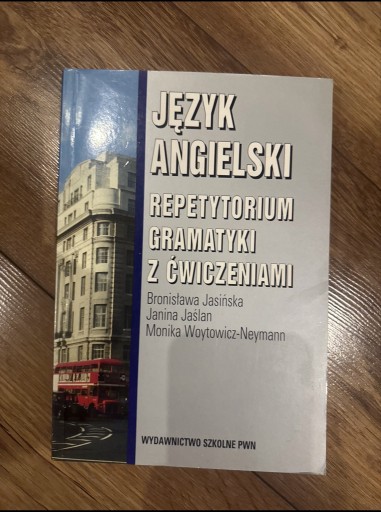 JĘZYK
ANGIELSKI
REPETYTORIUM
GRAMATYKI
Z ĆWICZENIAMI
Bronisława Jasińska
Janina Jaślan
Monika Woytowicz-Neymann
WYDAWNICTWO SZKOLNE PWN